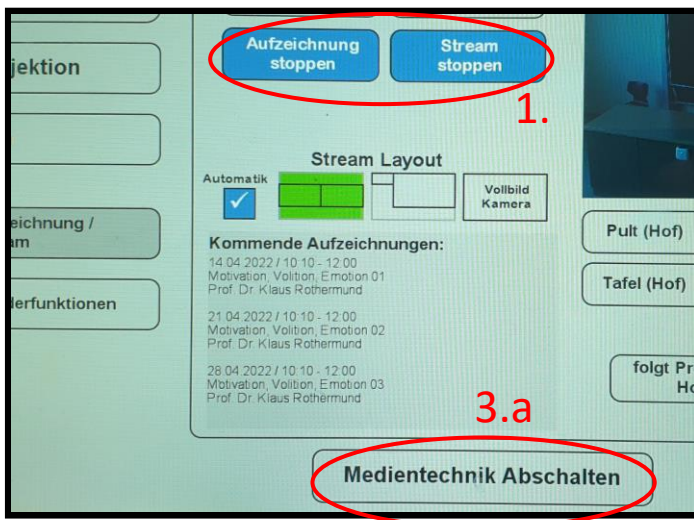 jektion
eichnung /
am
derfunktionen
Aufzeichnung
stoppen
Stream
stoppen
1.
Stream Layout
Automatik
Vollbild
Kamera
Kommende Aufzeichnungen:
14.04.2022 / 10:10 - 12:00
Motivation, Volition, Emotion 01
Prof. Dr. Klaus Rothermund
21.04.2022 / 10:10 - 12:00
Motivation, Volition, Emotion 02
Prof. Dr. Klaus Rothermund
28.04.2022 / 10:10 - 12:00
Motivation, Volition, Emotion 03
Prof. Dr. Klaus Rothermund
Pult (Hof)
Tafel (Hof)
folgt Pr
Ho
3.a
Medientechnik Abschalten